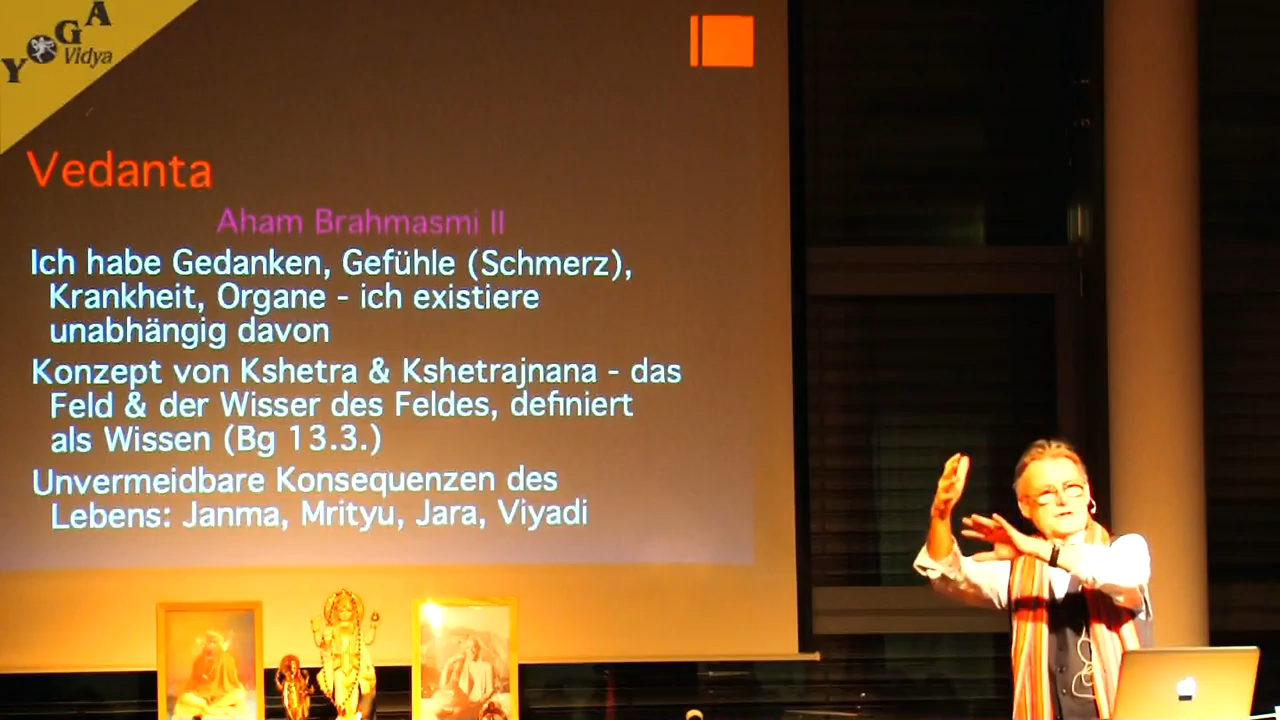 YOGA
Vidya
Vedanta
Aham Brahmasmi II
Ich habe Gedanken, Gefühle (Schmerz),
Krankheit, Organe - ich existiere
unabhängig davon
Konzept von Kshetra & Kshetrajnana - das
Feld & der Wisser des Feldes, definiert
als Wissen (Bg 13.3.)
Unvermeidbare Konsequenzen des
Lebens: Janma, Mrityu, Jara, Viyadi